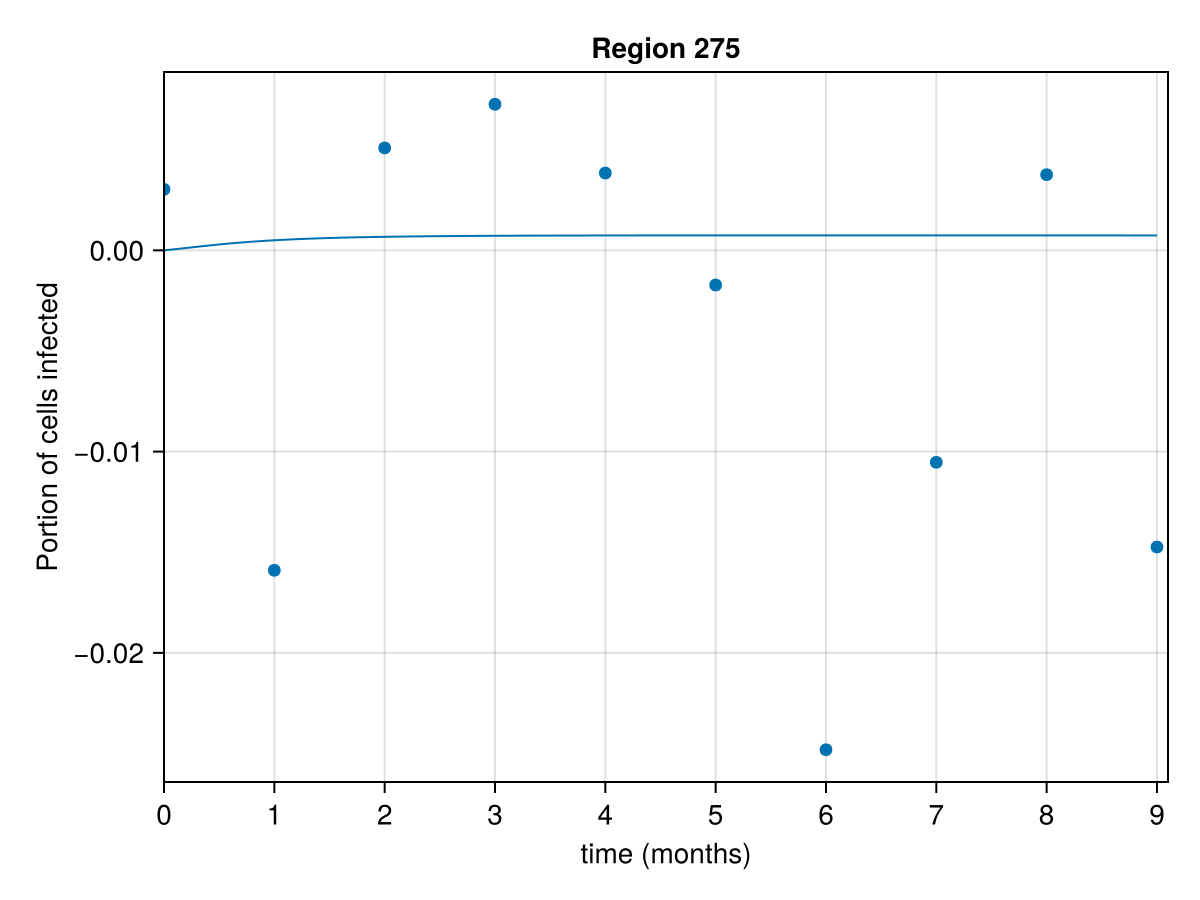 Region 275
Portion of cells infected
0.00
−0.01
−0.02
0 1 2 3 4 5 6 7 8 9
time (months)